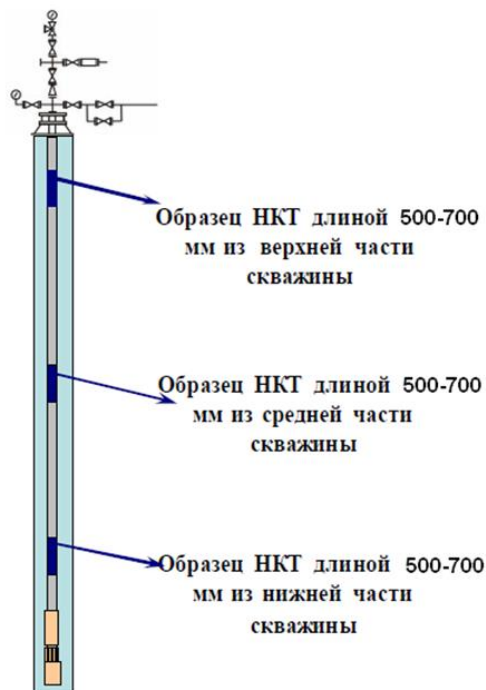 Образец НКТ длиной 500-700
мм из верхней части
скважины
Образец НКТ длиной 500-700
мм из средней части
скважины
Образец НКТ длиной 500-700
мм из нижней части
скважины